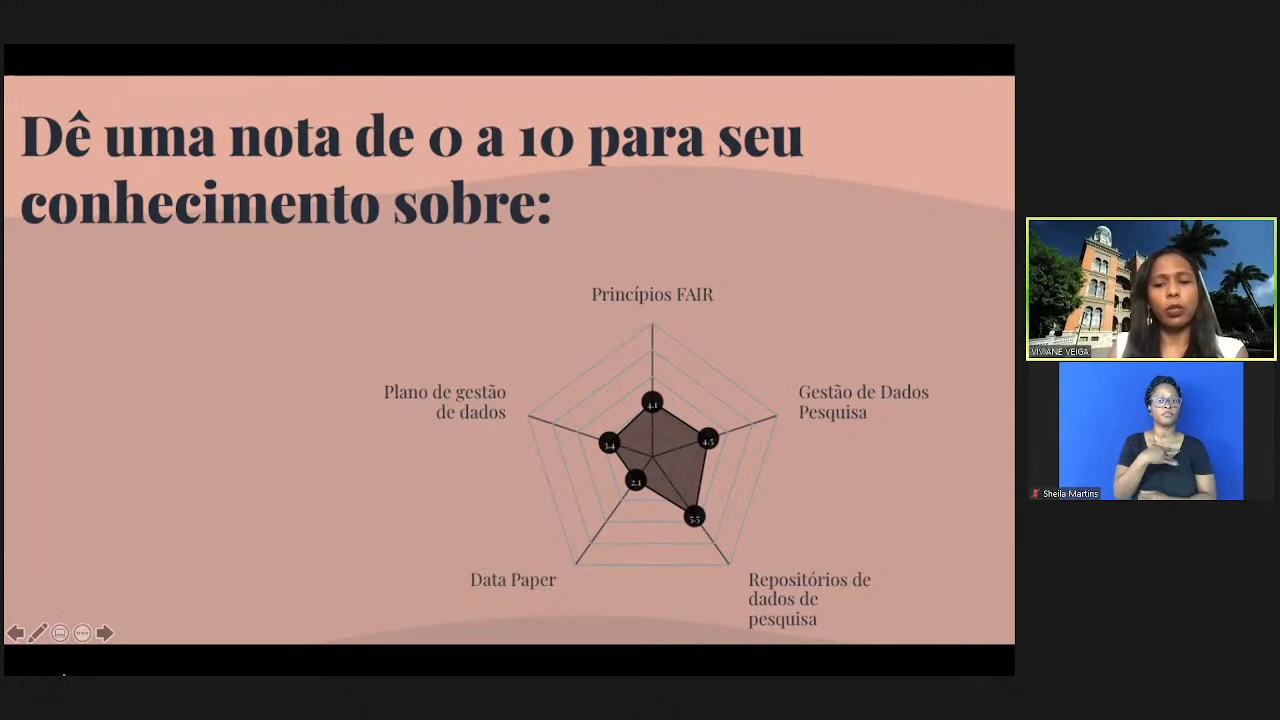 Dê uma nota de 0 a 10 para seu
conhecimento sobre:
Princípios FAIR
Plano de gestão
de dados
Gestão de Dados
Pesquisa
4.1
3.4
4.5
2.1
5.5
Data Paper
Repositórios de
dados de
pesquisa
VIVIANE VEIGA
Sheila Martins